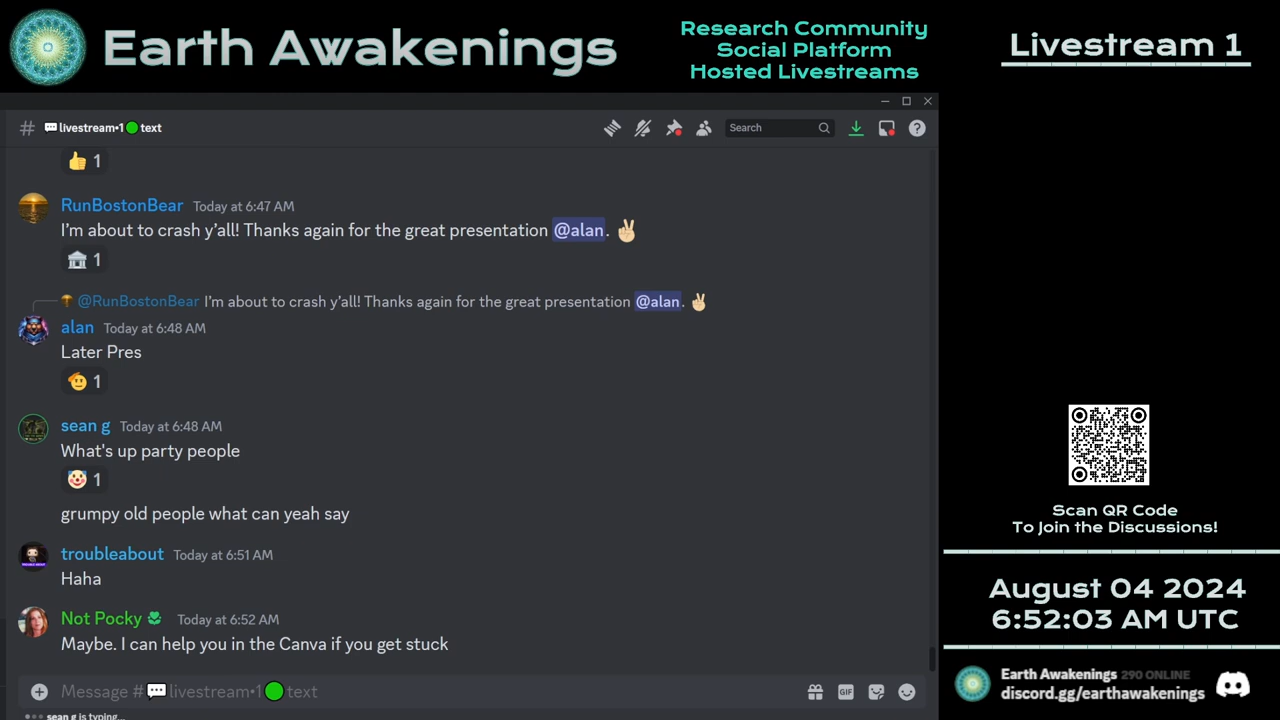 Earth Awakenings
Research Community
Social Platform
Hosted Livestreams
Livestream 1
# 💬livestream•1🟢text
Search
👍 1
RunBostonBear Today at 6:47 AM
I'm about to crash y'all! Thanks again for the great presentation @alan. ✌🏻
🏛️ 1
@RunBostonBear I'm about to crash y'all! Thanks again for the great presentation @alan. ✌🏻
alan Today at 6:48 AM
Later Pres
1
sean g Today at 6:48 AM
What's up party people
🤡 1
grumpy old people what can yeah say
troubleabout Today at 6:51 AM
Haha
Not Pocky Today at 6:52 AM
Maybe. I can help you in the Canva if you get stuck
Message #💬livestream•1🟢text
GIF
sean g is typing...
Scan QR Code
To Join the Discussions!
August 04 2024
6:52:03 AM UTC
Earth Awakenings 290 ONLINE
discord.gg/earthawakenings